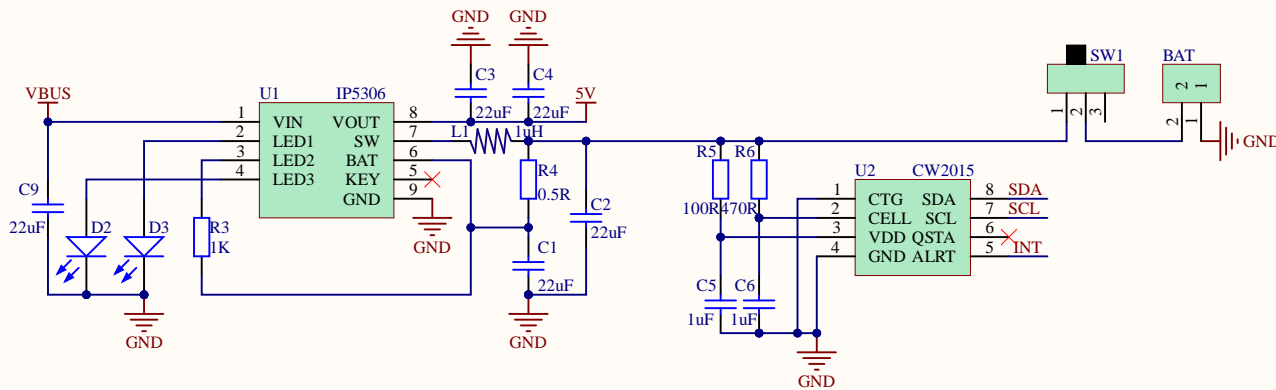 GND GND
SW1 BAT
VBUS U1 IP5306 C3 C4 5V
22uF 22uF
2 1
1 2 3
1 VIN VOUT 8
2 LED1 SW 7 L1 1uH
3 LED2 BAT 6
4 LED3 KEY 5
GND 9
2 1 GND
R5 R6
R4
0.5R
U2 CW2015
C9
22uF
D2 D3 R3
1K
GND
C2
22uF
100R 470R
1 CTG SDA 8 SDA
2 CELL SCL 7 SCL
3 VDD QSTA 6
4 GND ALRT 5 INT
C1
22uF
C5 C6
1uF 1uF
GND GND
GND